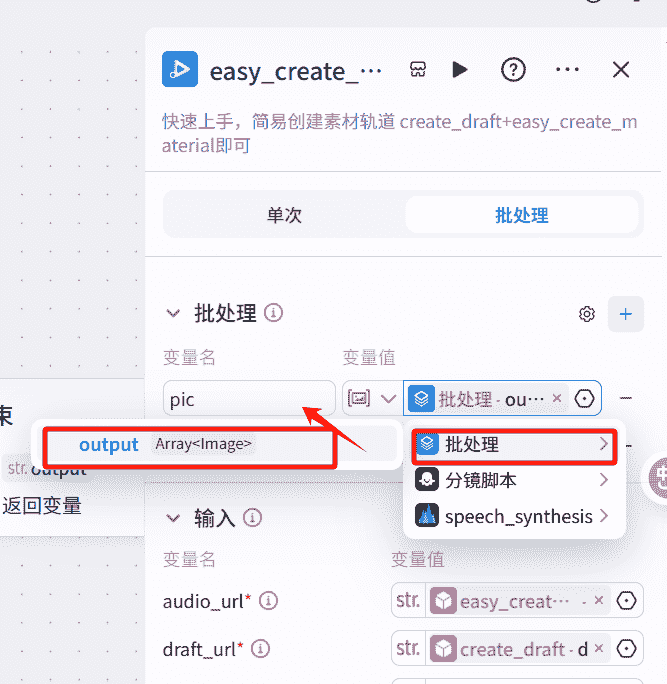 easy_create_···
快速上手，简易创建素材轨道 create_draft+easy_create_m
aterial即可
单次
批处理
批处理
变量名
变量值
pic
批处理 - ou···
output Array<Image>
批处理
分镜脚本
speech_synthesis
束
str. output
返回变量
输入
变量名
变量值
audio_url*
str. easy_creat··· -
draft_url*
str. create_draft - d